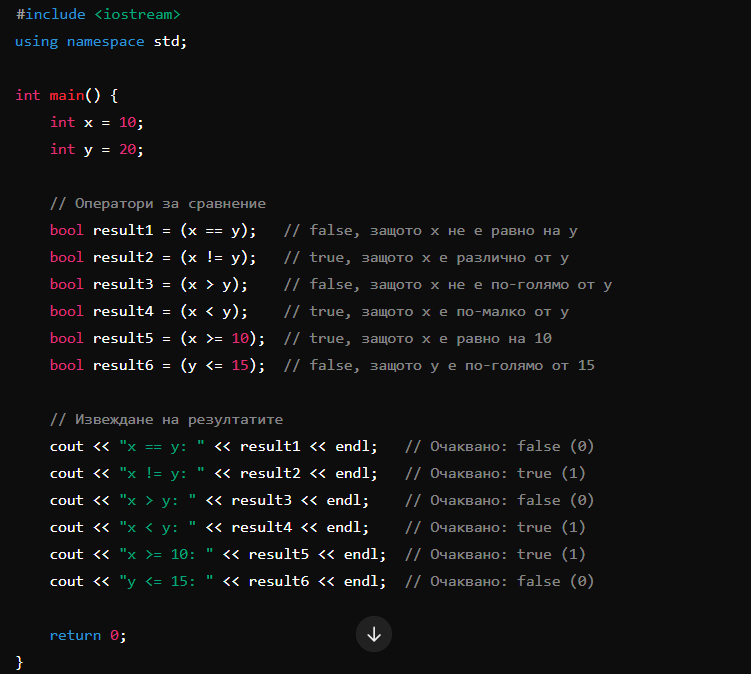 #include <iostream>
using namespace std;
int main() {
    int x = 10;
    int y = 20;
    // Оператори за сравнение
    bool result1 = (x == y);   // false, защото x не е равно на y
    bool result2 = (x != y);   // true, защото x е различно от y
    bool result3 = (x > y);    // false, защото x не е по-голямо от y
    bool result4 = (x < y);    // true, защото x е по-малко от y
    bool result5 = (x >= 10);  // true, защото x е равно на 10
    bool result6 = (y <= 15);  // false, защото y е по-голямо от 15
    // Извеждане на резултатите
    cout << "x == y: " << result1 << endl;   // Очаквано: false (0)
    cout << "x != y: " << result2 << endl;   // Очаквано: true (1)
    cout << "x > y: " << result3 << endl;    // Очаквано: false (0)
    cout << "x < y: " << result4 << endl;    // Очаквано: true (1)
    cout << "x >= 10: " << result5 << endl;  // Очаквано: true (1)
    cout << "y <= 15: " << result6 << endl;  // Очаквано: false (0)
    return 0;
}